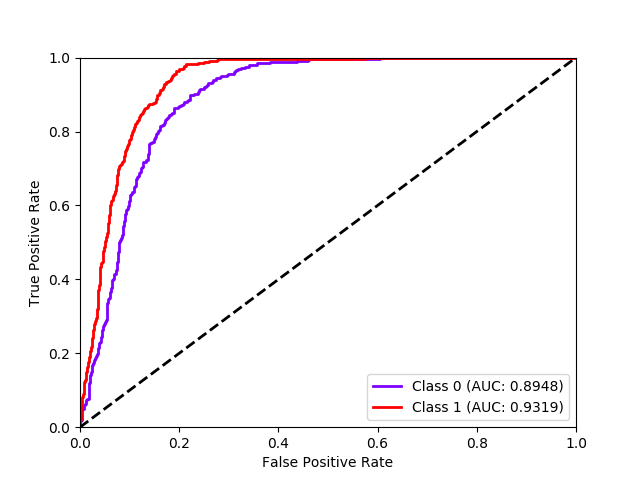 1.0
0.8
0.6
0.4
0.2
0.0
True Positive Rate
0.0 0.2 0.4 0.6 0.8 1.0
False Positive Rate
Class 0 (AUC: 0.8948)
Class 1 (AUC: 0.9319)